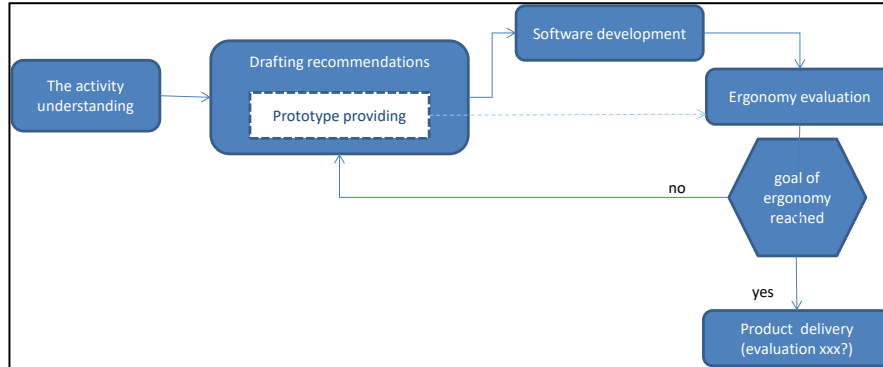 Software development
Drafting recommendations
The activity
understanding
Prototype providing
Ergonomy evaluation
goal of
ergonomy
reached
no
yes
Product delivery
(evaluation xxx?)